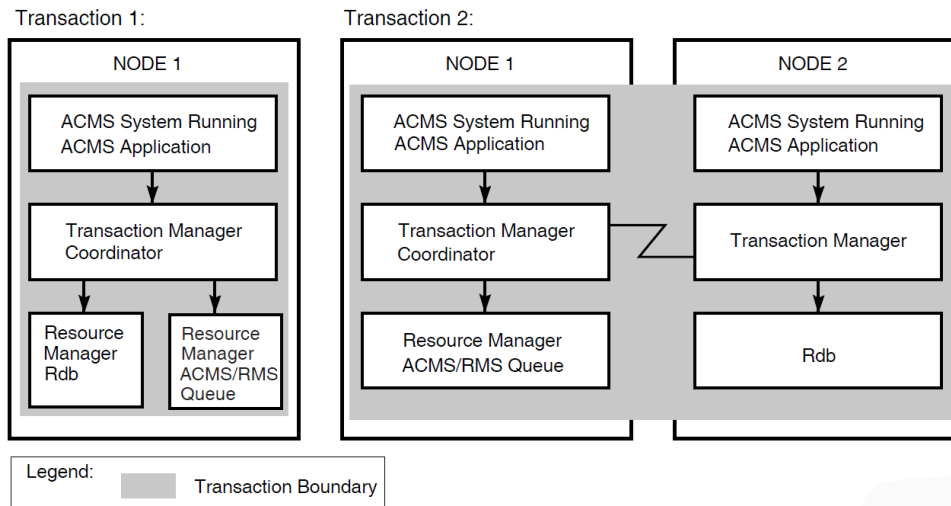 Transaction 1:
Transaction 2:
NODE 1
ACMS System Running
ACMS Application
Transaction Manager
Coordinator
Resource
Manager
Rdb
Resource
Manager
ACMS/RMS
Queue
NODE 1
ACMS System Running
ACMS Application
Transaction Manager
Coordinator
Resource Manager
ACMS/RMS Queue
NODE 2
ACMS System Running
ACMS Application
Transaction Manager
Rdb
Legend:
Transaction Boundary